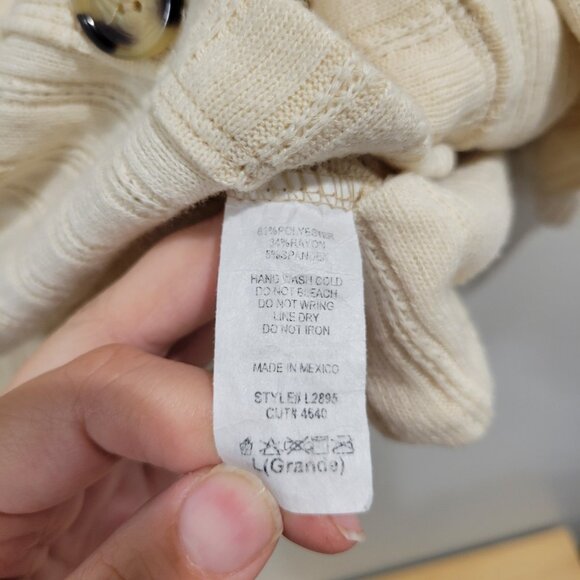 61%POLYESTER
34%RAYON
5%SPANDEX
HAND WASH COLD
DO NOT BLEACH
DO NOT WRING
LINE DRY
DO NOT IRON
MADE IN MEXICO
STYLE# L2895
CUT# 4640
L(Grande)